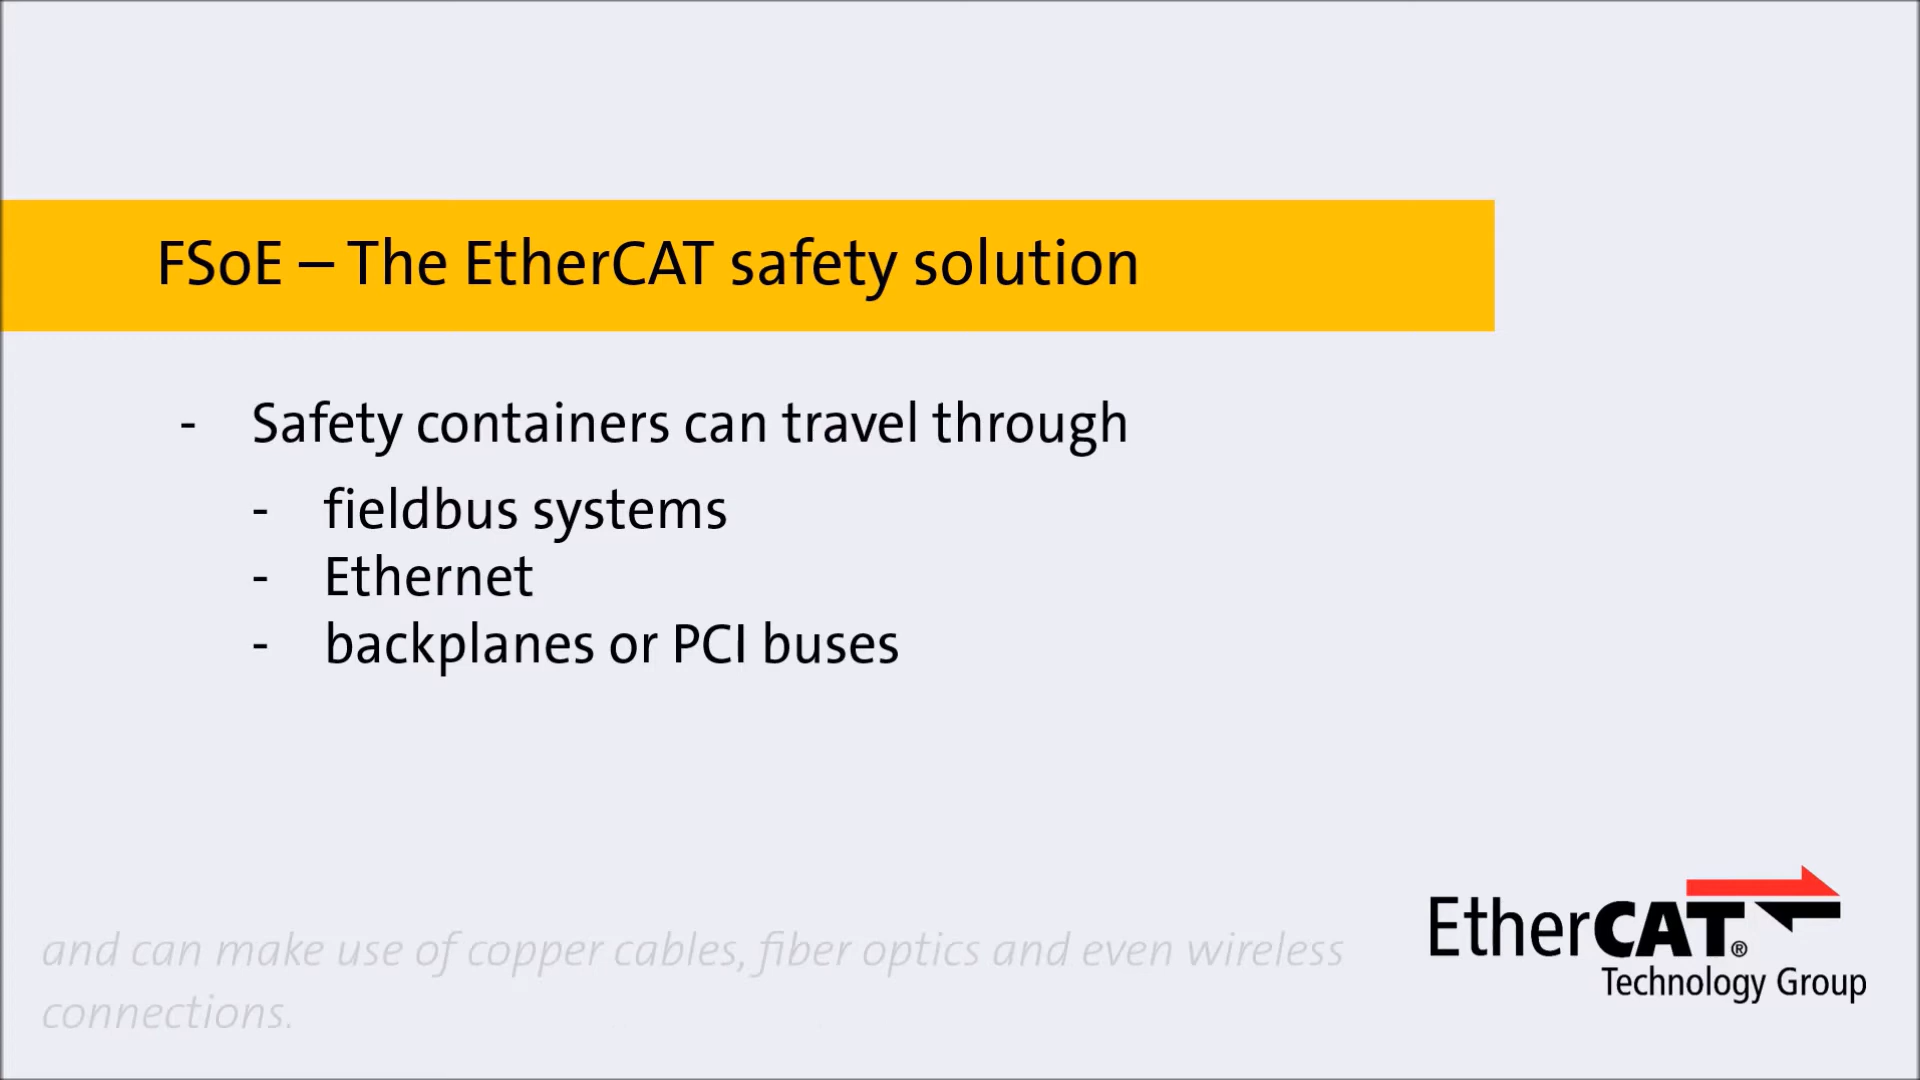 FSoE – The EtherCAT safety solution
- Safety containers can travel through
- fieldbus systems
- Ethernet
- backplanes or PCI buses
and can make use of copper cables, fiber optics and even wireless
connections.
EtherCAT®
Technology Group